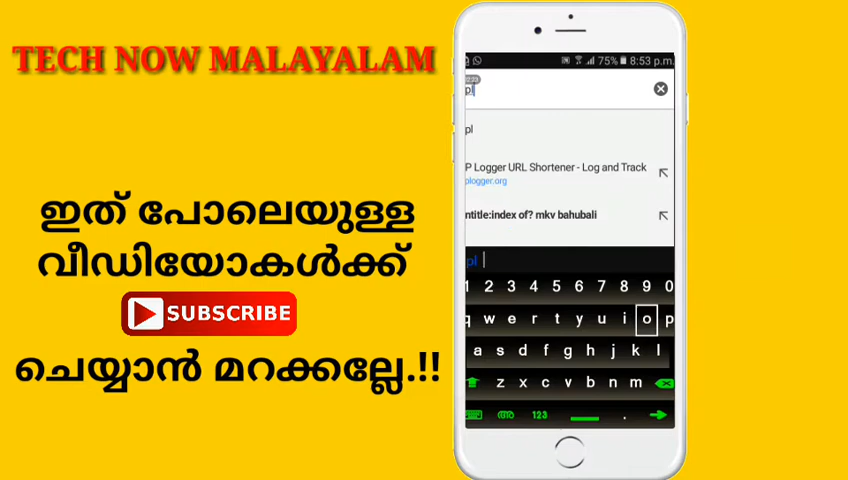 TECH NOW MALAYALAM
ഇത് പോലെയുള്ള
വീഡിയോകൾക്ക്
SUBSCRIBE
ചെയ്യാൻ മറക്കല്ലേ.!!
75% 8:53 p.m.
pl
pl
P Logger URL Shortener - Log and Track
plogger.org
ntitle:index of? mkv bahubali
pl
1 2 3 4 5 6 7 8 9 0
q w e r t y u i o p
a s d f g h j k l
z x c v b n m
അ 123 .